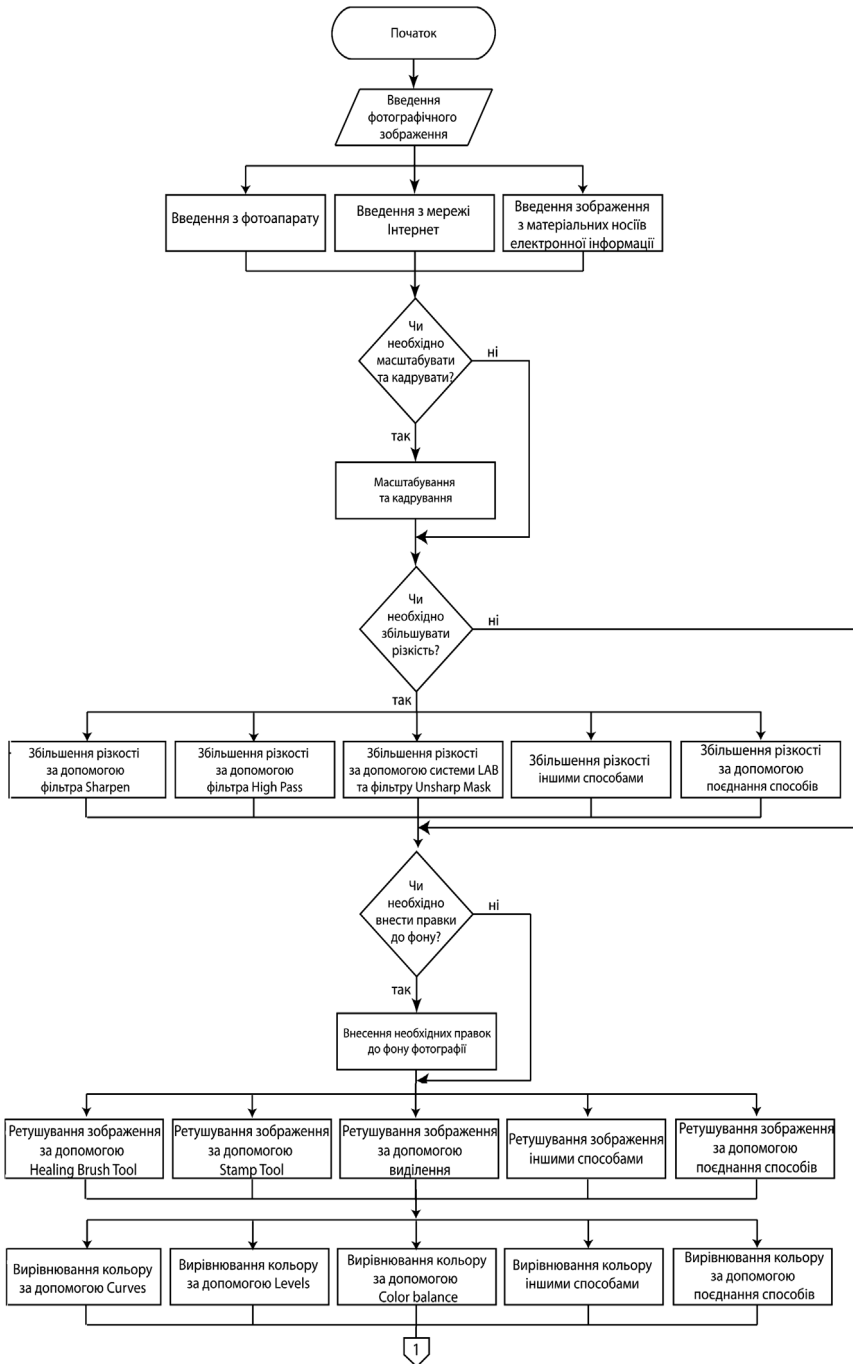 Початок
Введення
фотографічного
зображення
Введення з фотоапарату
Введення з мережі
Інтернет
Введення зображення
з матеріальних носіїв
електронної інформації
Чи
необхідно
масштабувати
та кадрувати?
ні
так
Масштабування
та кадрування
Чи
необхідно
збільшувати
різкість?
ні
так
Збільшення різкості
за допомогою
фільтра Sharpen
Збільшення різкості
за допомогою
фільтра High Pass
Збільшення різкості
за допомогою системи LAB
та фільтру Unsharp Mask
Збільшення різкості
іншими способами
Збільшення різкості
за допомогою
поєднання способів
Чи
необхідно
внести правки
до фону?
ні
так
Внесення необхідних правок
до фону фотографії
Ретушування зображення
за допомогою
Healing Brush Tool
Ретушування зображення
за допомогою
Stamp Tool
Ретушування зображення
за допомогою
виділення
Ретушування зображення
іншими способами
Ретушування зображення
за допомогою
поєднання способів
Вирівнювання кольору
за допомогою Curves
Вирівнювання кольору
за допомогою Levels
Вирівнювання кольору
за допомогою
Color balance
Вирівнювання кольору
іншими способами
Вирівнювання кольору
за допомогою
поєднання способів
1